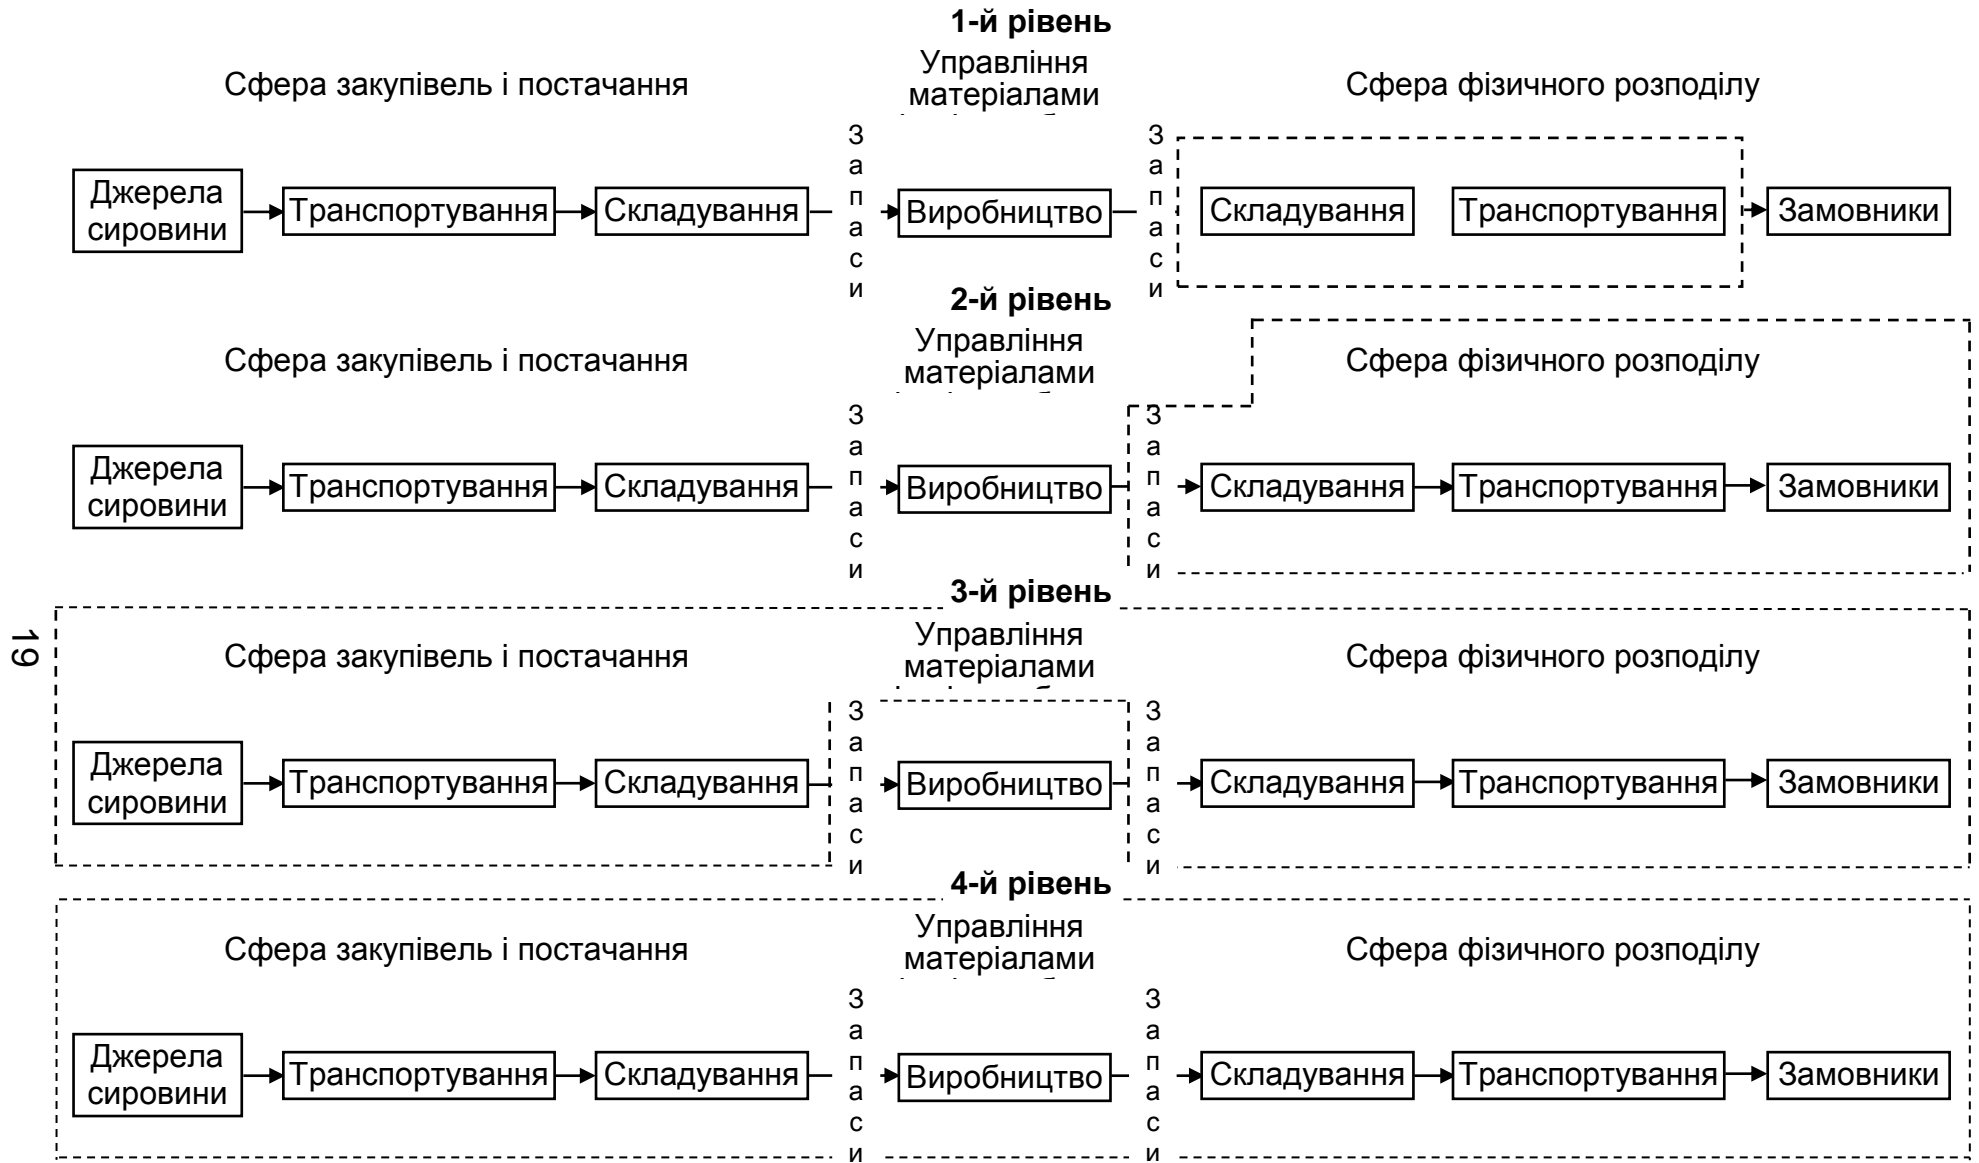 1-й рівень
Сфера закупівель і постачання
Управління
матеріалами
Сфера фізичного розподілу
Джерела
сировини
Транспортування
Складування
Запаси
Виробництво
Запаси
Складування
Транспортування
Замовники
2-й рівень
Сфера закупівель і постачання
Управління
матеріалами
Сфера фізичного розподілу
Джерела
сировини
Транспортування
Складування
Запаси
Виробництво
Запаси
Складування
Транспортування
Замовники
19
3-й рівень
Сфера закупівель і постачання
Управління
матеріалами
Сфера фізичного розподілу
Джерела
сировини
Транспортування
Складування
Запаси
Виробництво
Запаси
Складування
Транспортування
Замовники
4-й рівень
Сфера закупівель і постачання
Управління
матеріалами
Сфера фізичного розподілу
Джерела
сировини
Транспортування
Складування
Запаси
Виробництво
Запаси
Складування
Транспортування
Замовники